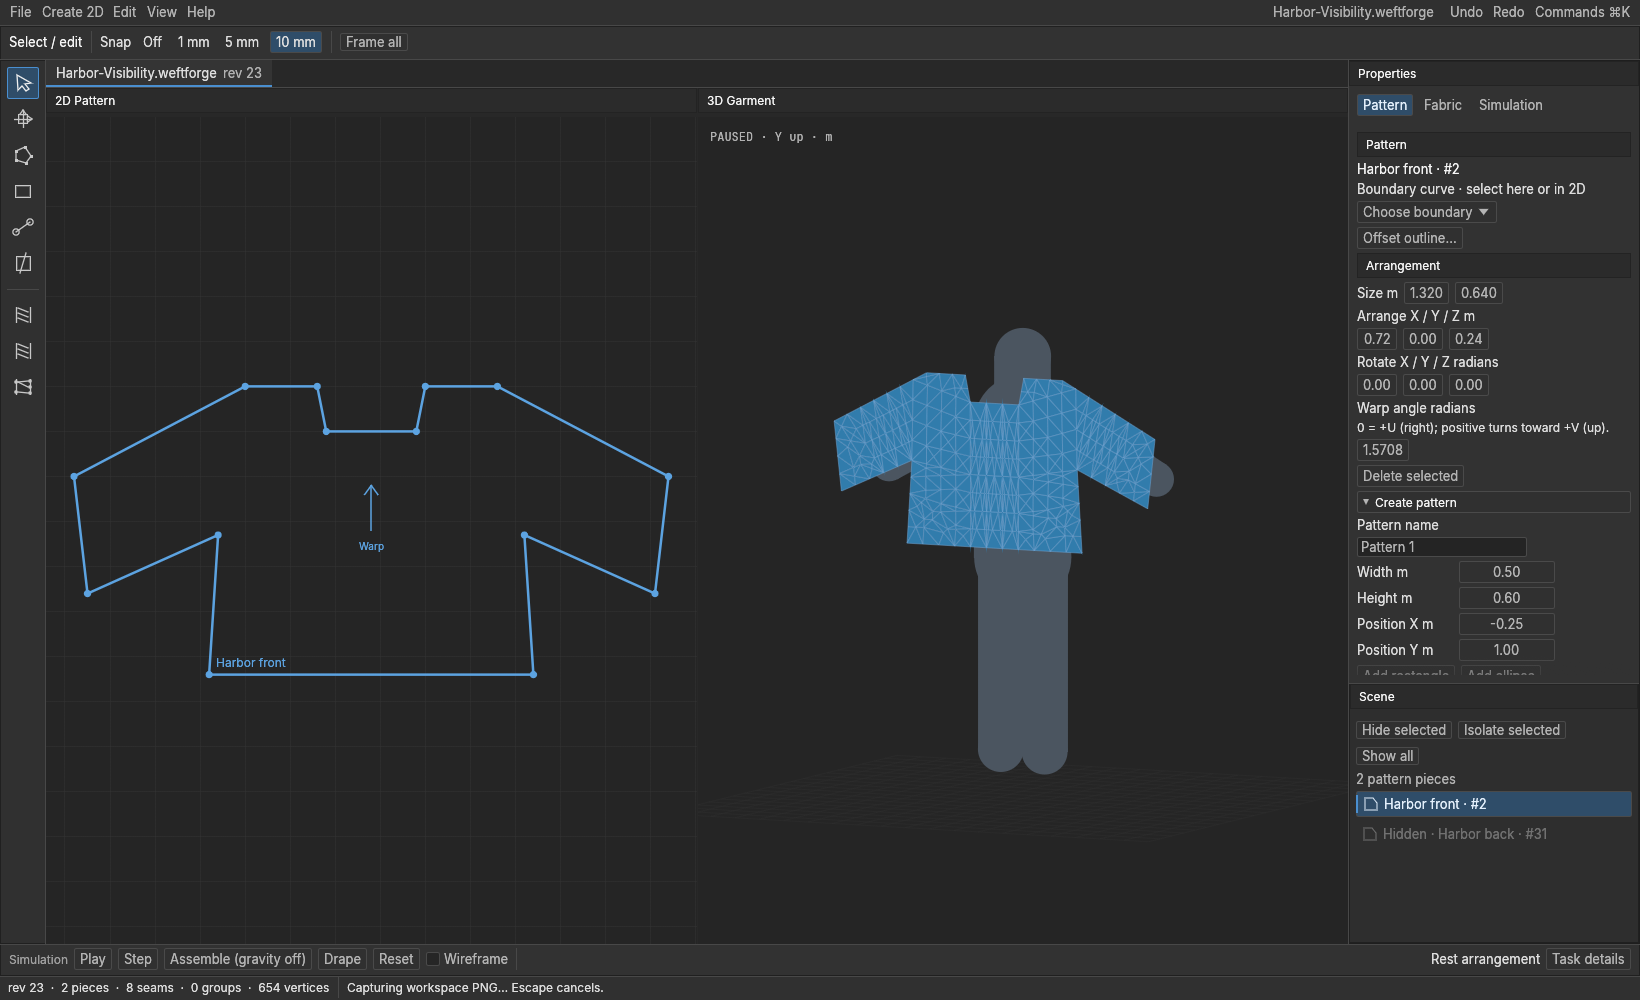 File Create 2D Edit View Help
Harbor-Visibility.weftforge Undo Redo Commands ⌘K
Select / edit Snap Off 1 mm 5 mm 10 mm Frame all
Harbor-Visibility.weftforge rev 23
2D Pattern
3D Garment
PAUSED · Y up · m
Warp
Harbor front
Properties
Pattern Fabric Simulation
Pattern
Harbor front · #2
Boundary curve · select here or in 2D
Choose boundary
Offset outline...
Arrangement
Size m 1.320 0.640
Arrange X / Y / Z m
0.72 0.00 0.24
Rotate X / Y / Z radians
0.00 0.00 0.00
Warp angle radians
0 = +U (right); positive turns toward +V (up).
1.5708
Delete selected
Create pattern
Pattern name
Pattern 1
Width m 0.50
Height m 0.60
Position X m -0.25
Position Y m 1.00
Add rectangle Add ellipse
Scene
Hide selected Isolate selected
Show all
2 pattern pieces
Harbor front · #2
Hidden · Harbor back · #31
Simulation Play Step Assemble (gravity off) Drape Reset Wireframe
Rest arrangement Task details
rev 23 · 2 pieces · 8 seams · 0 groups · 654 vertices Capturing workspace PNG... Escape cancels.